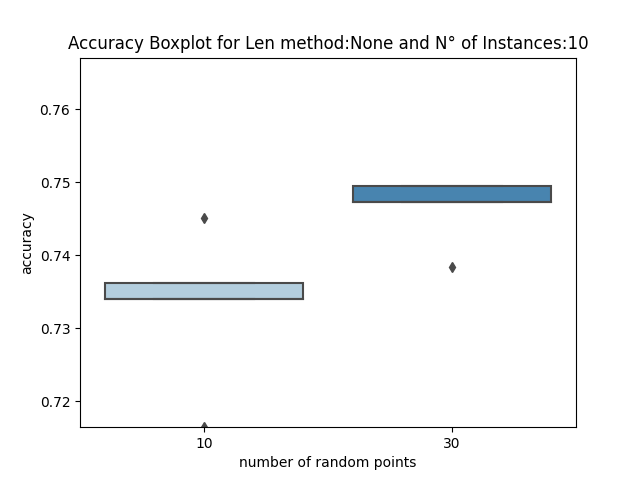 Accuracy Boxplot for Len method:None and N° of Instances:10
0.76
0.75
0.74
0.73
0.72
accuracy
10
30
number of random points